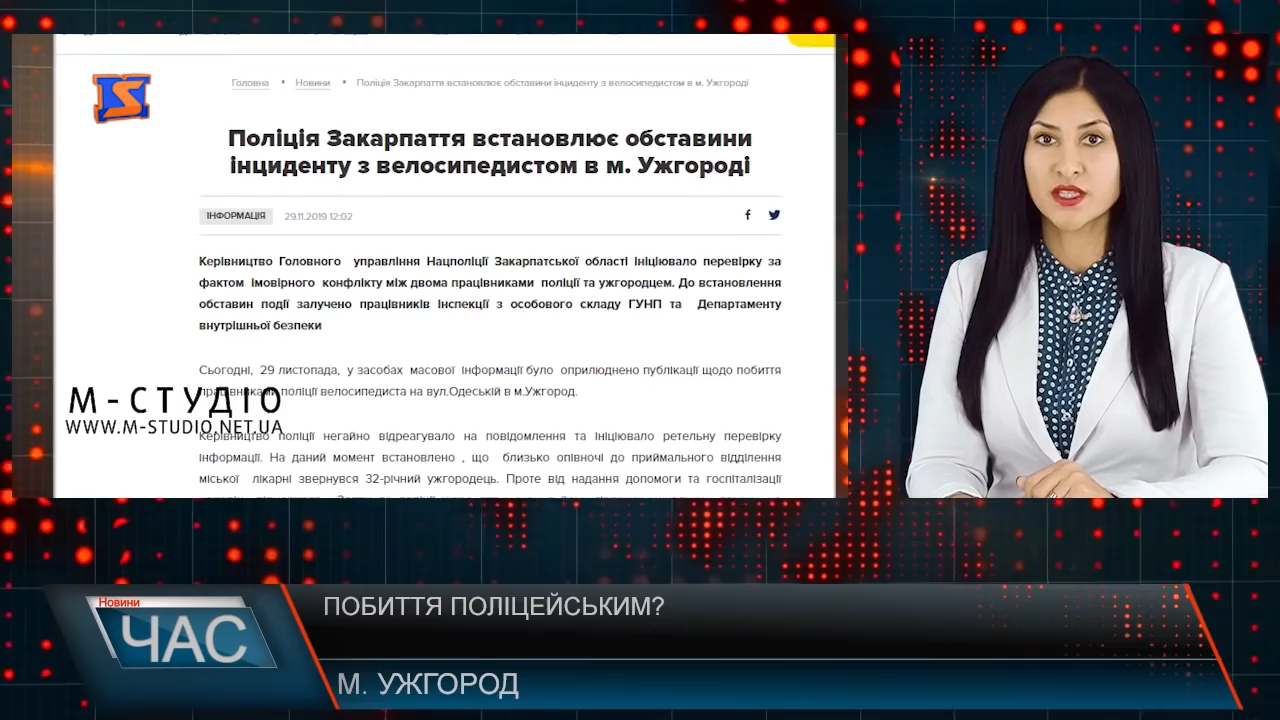 Головна • Новини • Поліція Закарпаття встановлює обставини інциденту з велосипедистом в м. Ужгороді
Поліція Закарпаття встановлює обставини
інциденту з велосипедистом в м. Ужгороді
ІНФОРМАЦІЯ 29.11.2019 12:02
Керівництво Головного управління Нацполіції Закарпатської області ініціювало перевірку за
фактом імовірного конфлікту між двома працівниками поліції та ужгородцем. До встановлення
обставин події залучено працівників Інспекції з особового складу ГУНП та Департаменту
внутрішньої безпеки
Сьогодні, 29 листопада, у засобах масової інформації було оприлюднено публікації щодо побиття
працівниками поліції велосипедиста на вул.Одеській в м.Ужгород.
М-СТУДІО
WWW.M-STUDIO.NET.UA
Керівництво поліції негайно відреагувало на повідомлення та ініціювало ретельну перевірку
інформації. На даний момент встановлено , що близько опівночі до приймального відділення
міської лікарні звернувся 32-річний ужгородець. Проте від надання допомоги та госпіталізації
Новини
ЧАС
ПОБИТТЯ ПОЛІЦЕЙСЬКИМ?
М. УЖГОРОД